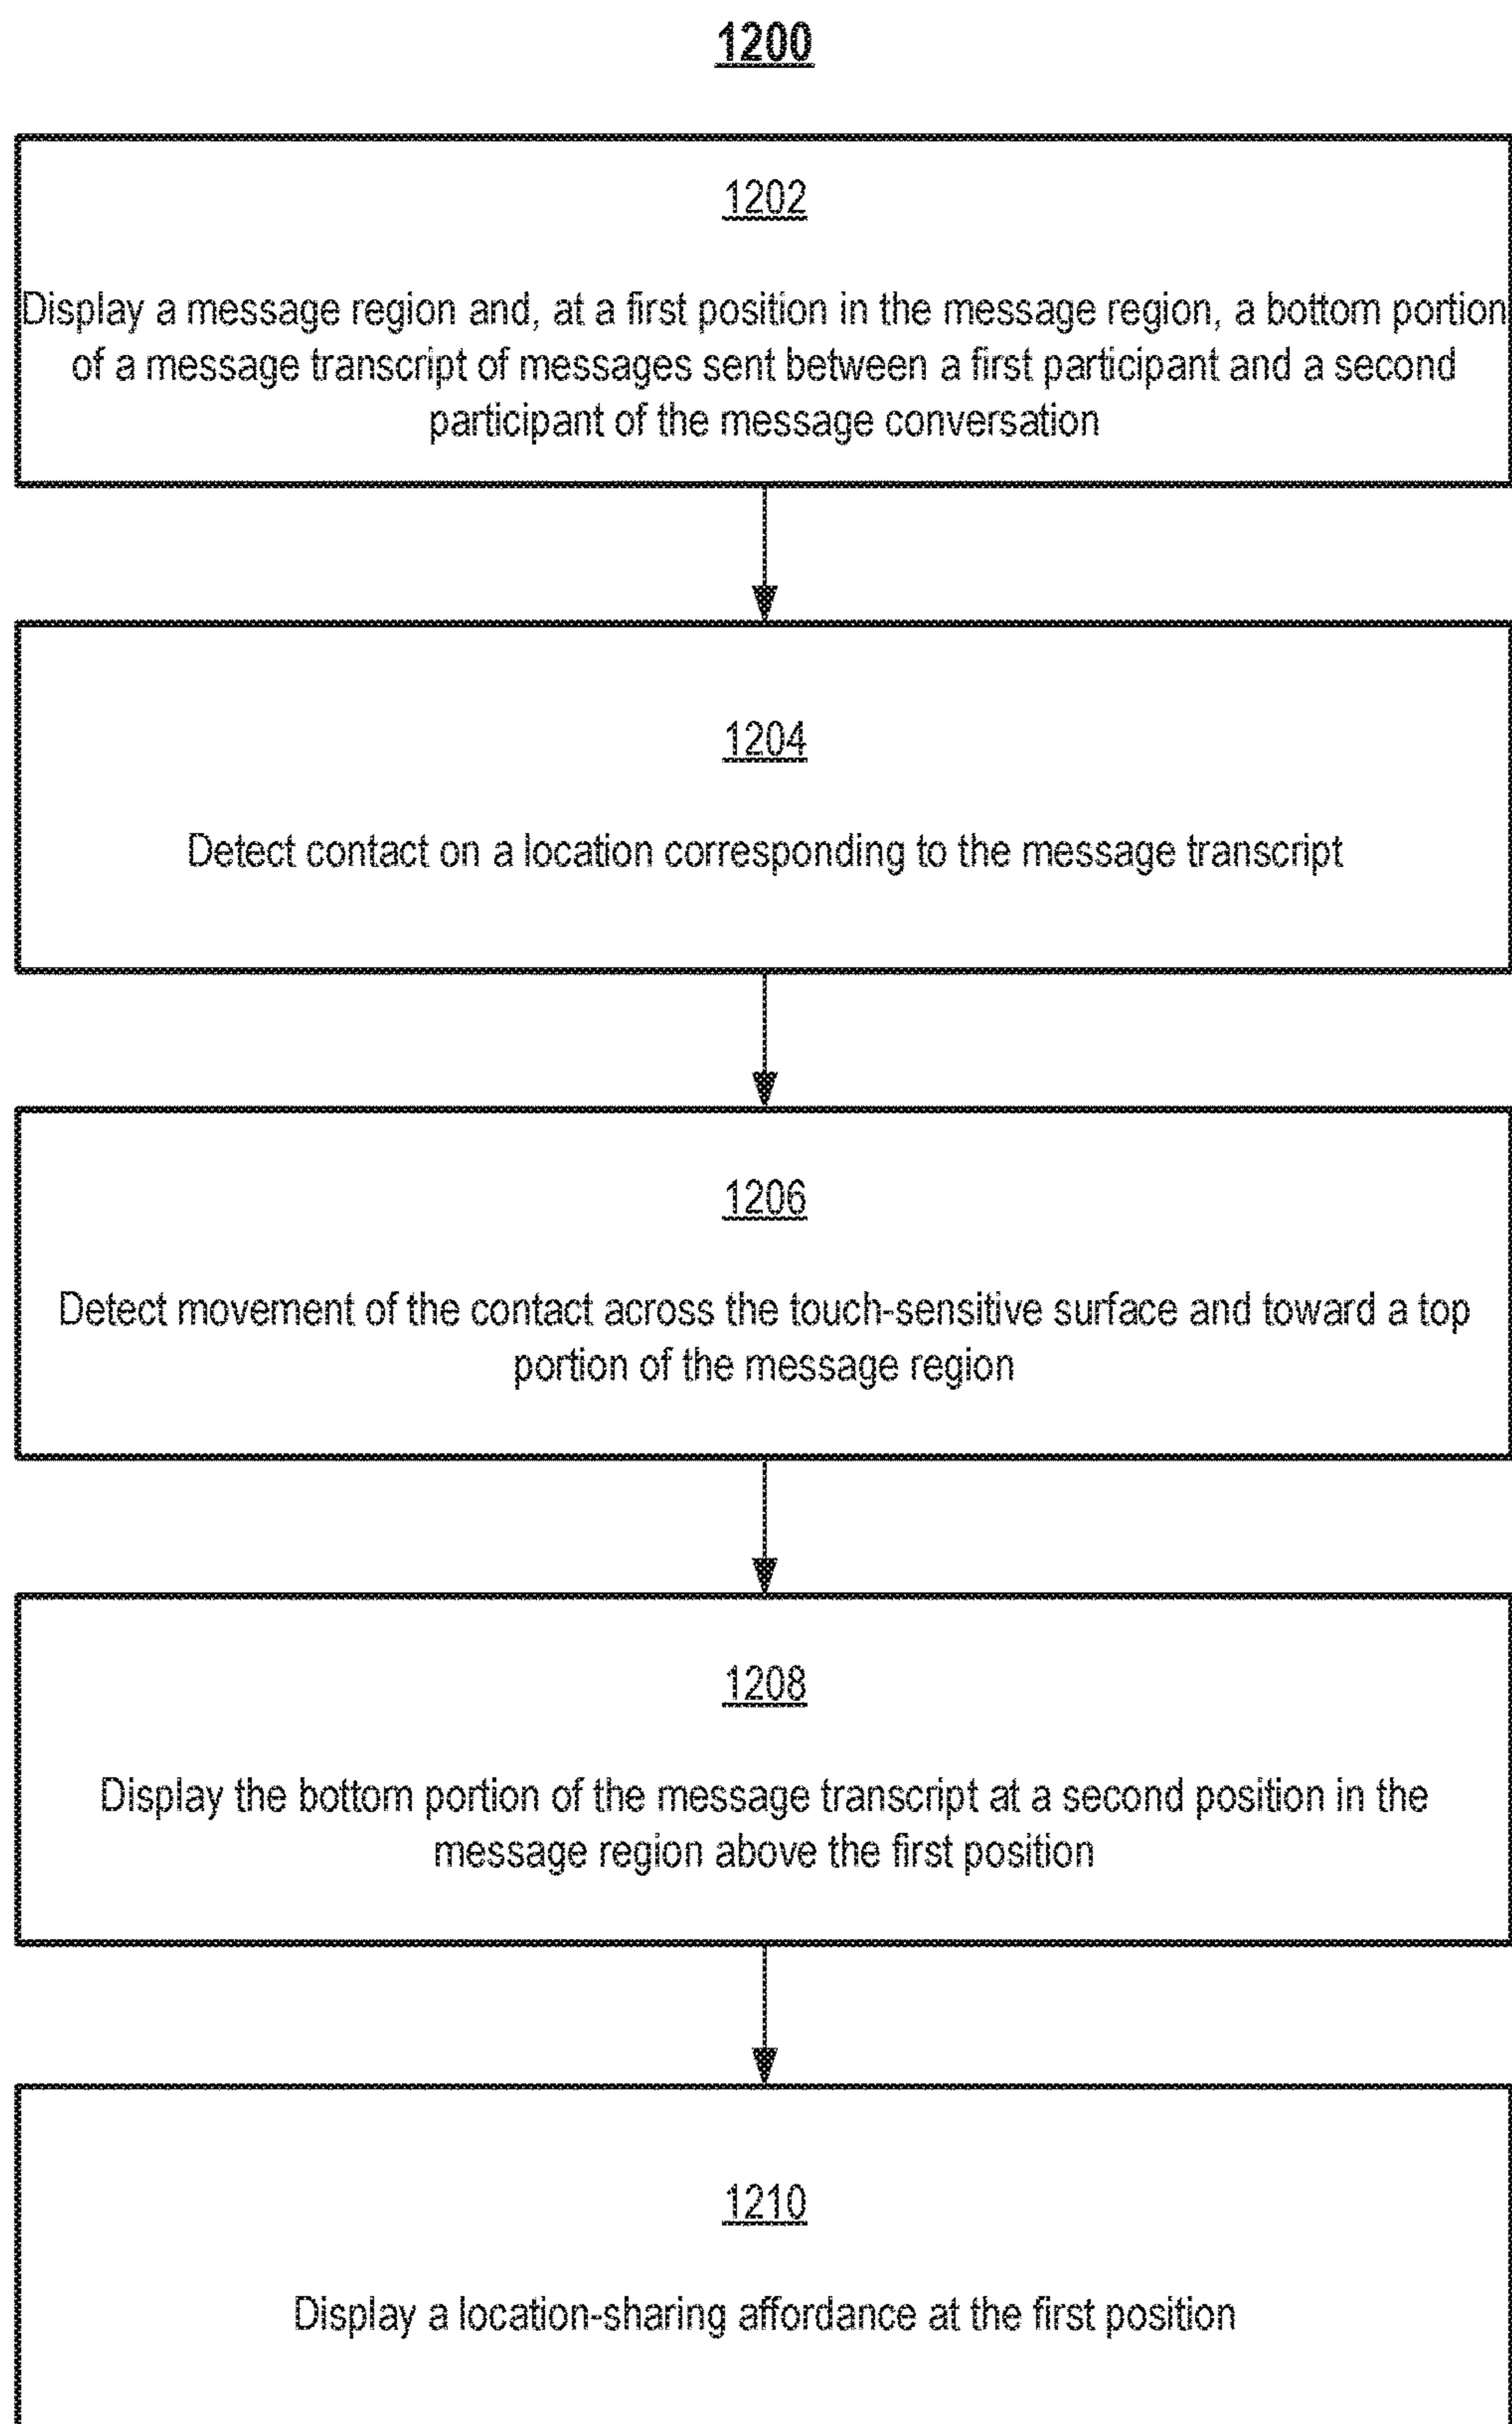 1200
1202
Display a message region and, at a first position in the message region, a bottom portion
of a message transcript of messages sent between a first participant and a second
participant of the message conversation
1204
Detect contact on a location corresponding to the message transcript
1206
Detect movement of the contact across the touch-sensitive surface and toward a top
portion of the message region
1208
Display the bottom portion of the message transcript at a second position in the
message region above the first position
1210
Display a location-sharing affordance at the first position